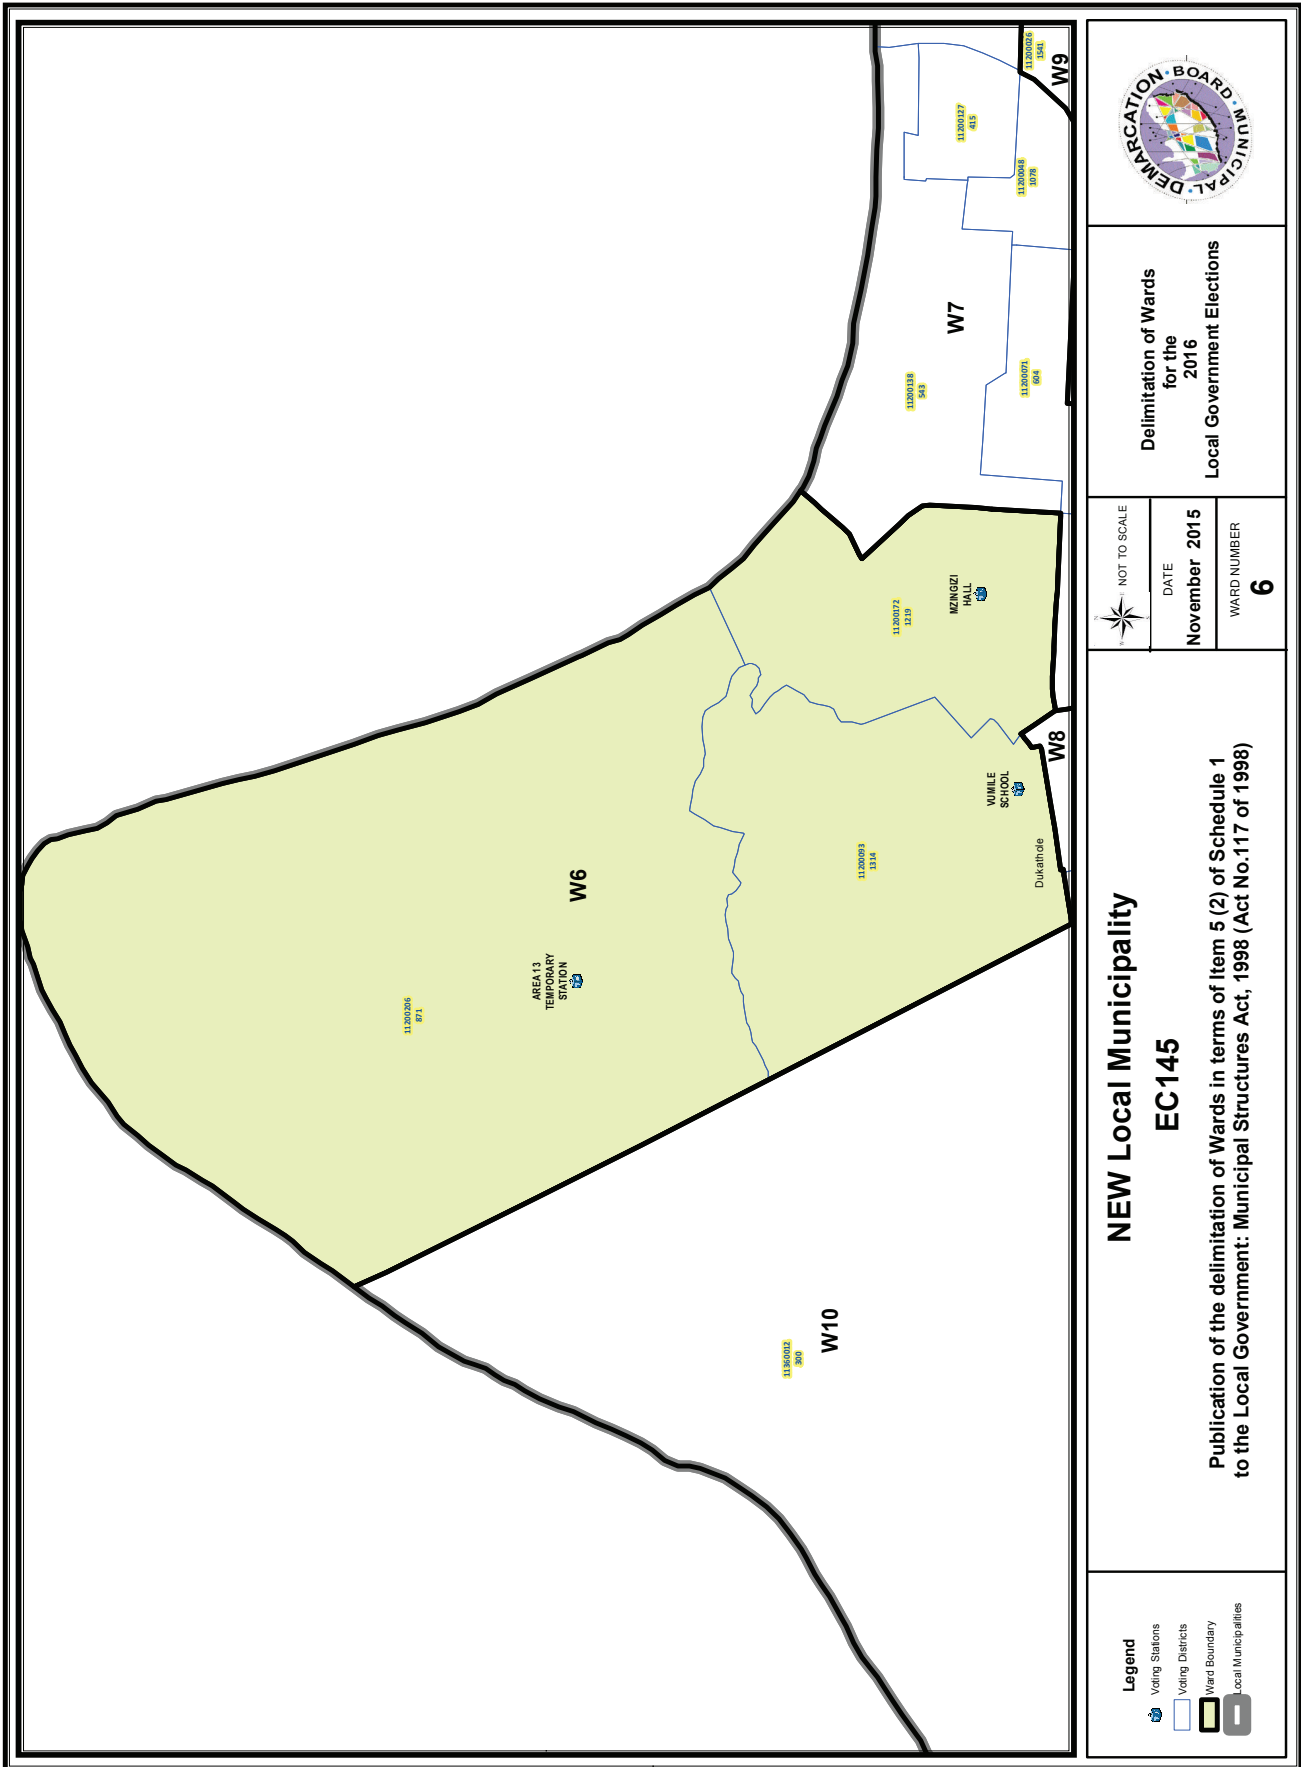 11200026
1541
W9
11200127
415
11200048
1078
W7
11200138
543
11200071
604
MZINGIZI
HALL
11200172
1219
W8
VUMILE
SCHOOL
Dukathole
11200093
1314
W6
AREA 13
TEMPORARY
STATION
11200206
871
W10
11360012
300
Legend
Voting Stations
Voting Districts
Ward Boundary
Local Municipalities
NEW Local Municipality
EC145
Publication of the delimitation of Wards in terms of Item 5 (2) of Schedule 1
to the Local Government: Municipal Structures Act, 1998 (Act No.117 of 1998)
N
W
E
S
NOT TO SCALE
DATE
November 2015
WARD NUMBER
6
Delimitation of Wards
for the
2016
Local Government Elections
MUNICIPAL • DEMARCATION • BOARD •